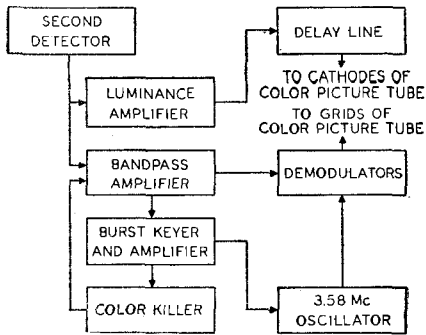 SECOND
DETECTOR
DELAY LINE
LUMINANCE
AMPLIFIER
TO CATHODES OF
COLOR PICTURE TUBE
TO GRIDS OF
COLOR PICTURE TUBE
BANDPASS
AMPLIFIER
DEMODULATORS
BURST KEYER
AND AMPLIFIER
COLOR KILLER
3.58 Mc
OSCILLATOR